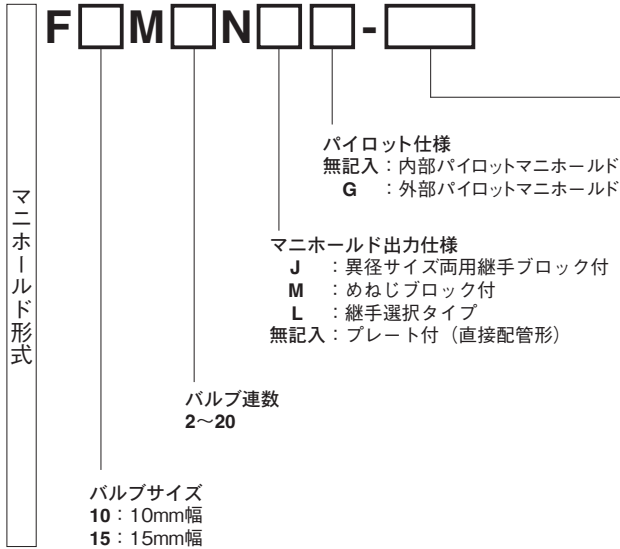 F□M□N□□-□
マニホールド形式
パイロット仕様
無記入：内部パイロットマニホールド
G ：外部パイロットマニホールド
マニホールド出力仕様
J ：異径サイズ両用継手ブロック付
M ：めねじブロック付
L ：継手選択タイプ
無記入：プレート付（直接配管形）
バルブ連数
2～20
バルブサイズ
10：10mm幅
15：15mm幅